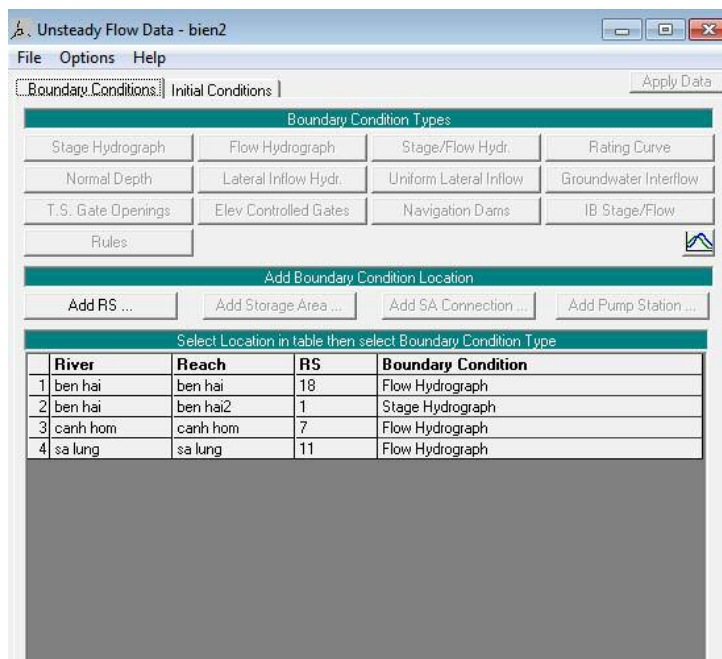 Unsteady Flow Data - bien2
File Options Help
Boundary Conditions Initial Conditions Apply Data
Boundary Condition Types
Stage Hydrograph Flow Hydrograph Stage/Flow Hydr. Rating Curve
Normal Depth Lateral Inflow Hydr. Uniform Lateral Inflow Groundwater Interflow
T.S. Gate Openings Elev Controlled Gates Navigation Dams IB Stage/Flow
Rules
Add Boundary Condition Location
Add RS ... Add Storage Area ... Add SA Connection ... Add Pump Station ...
Select Location in table then select Boundary Condition Type
River Reach RS Boundary Condition
1 ben hai ben hai 18 Flow Hydrograph
2 ben hai ben hai2 1 Stage Hydrograph
3 canh hom canh hom 7 Flow Hydrograph
4 sa lung sa lung 11 Flow Hydrograph